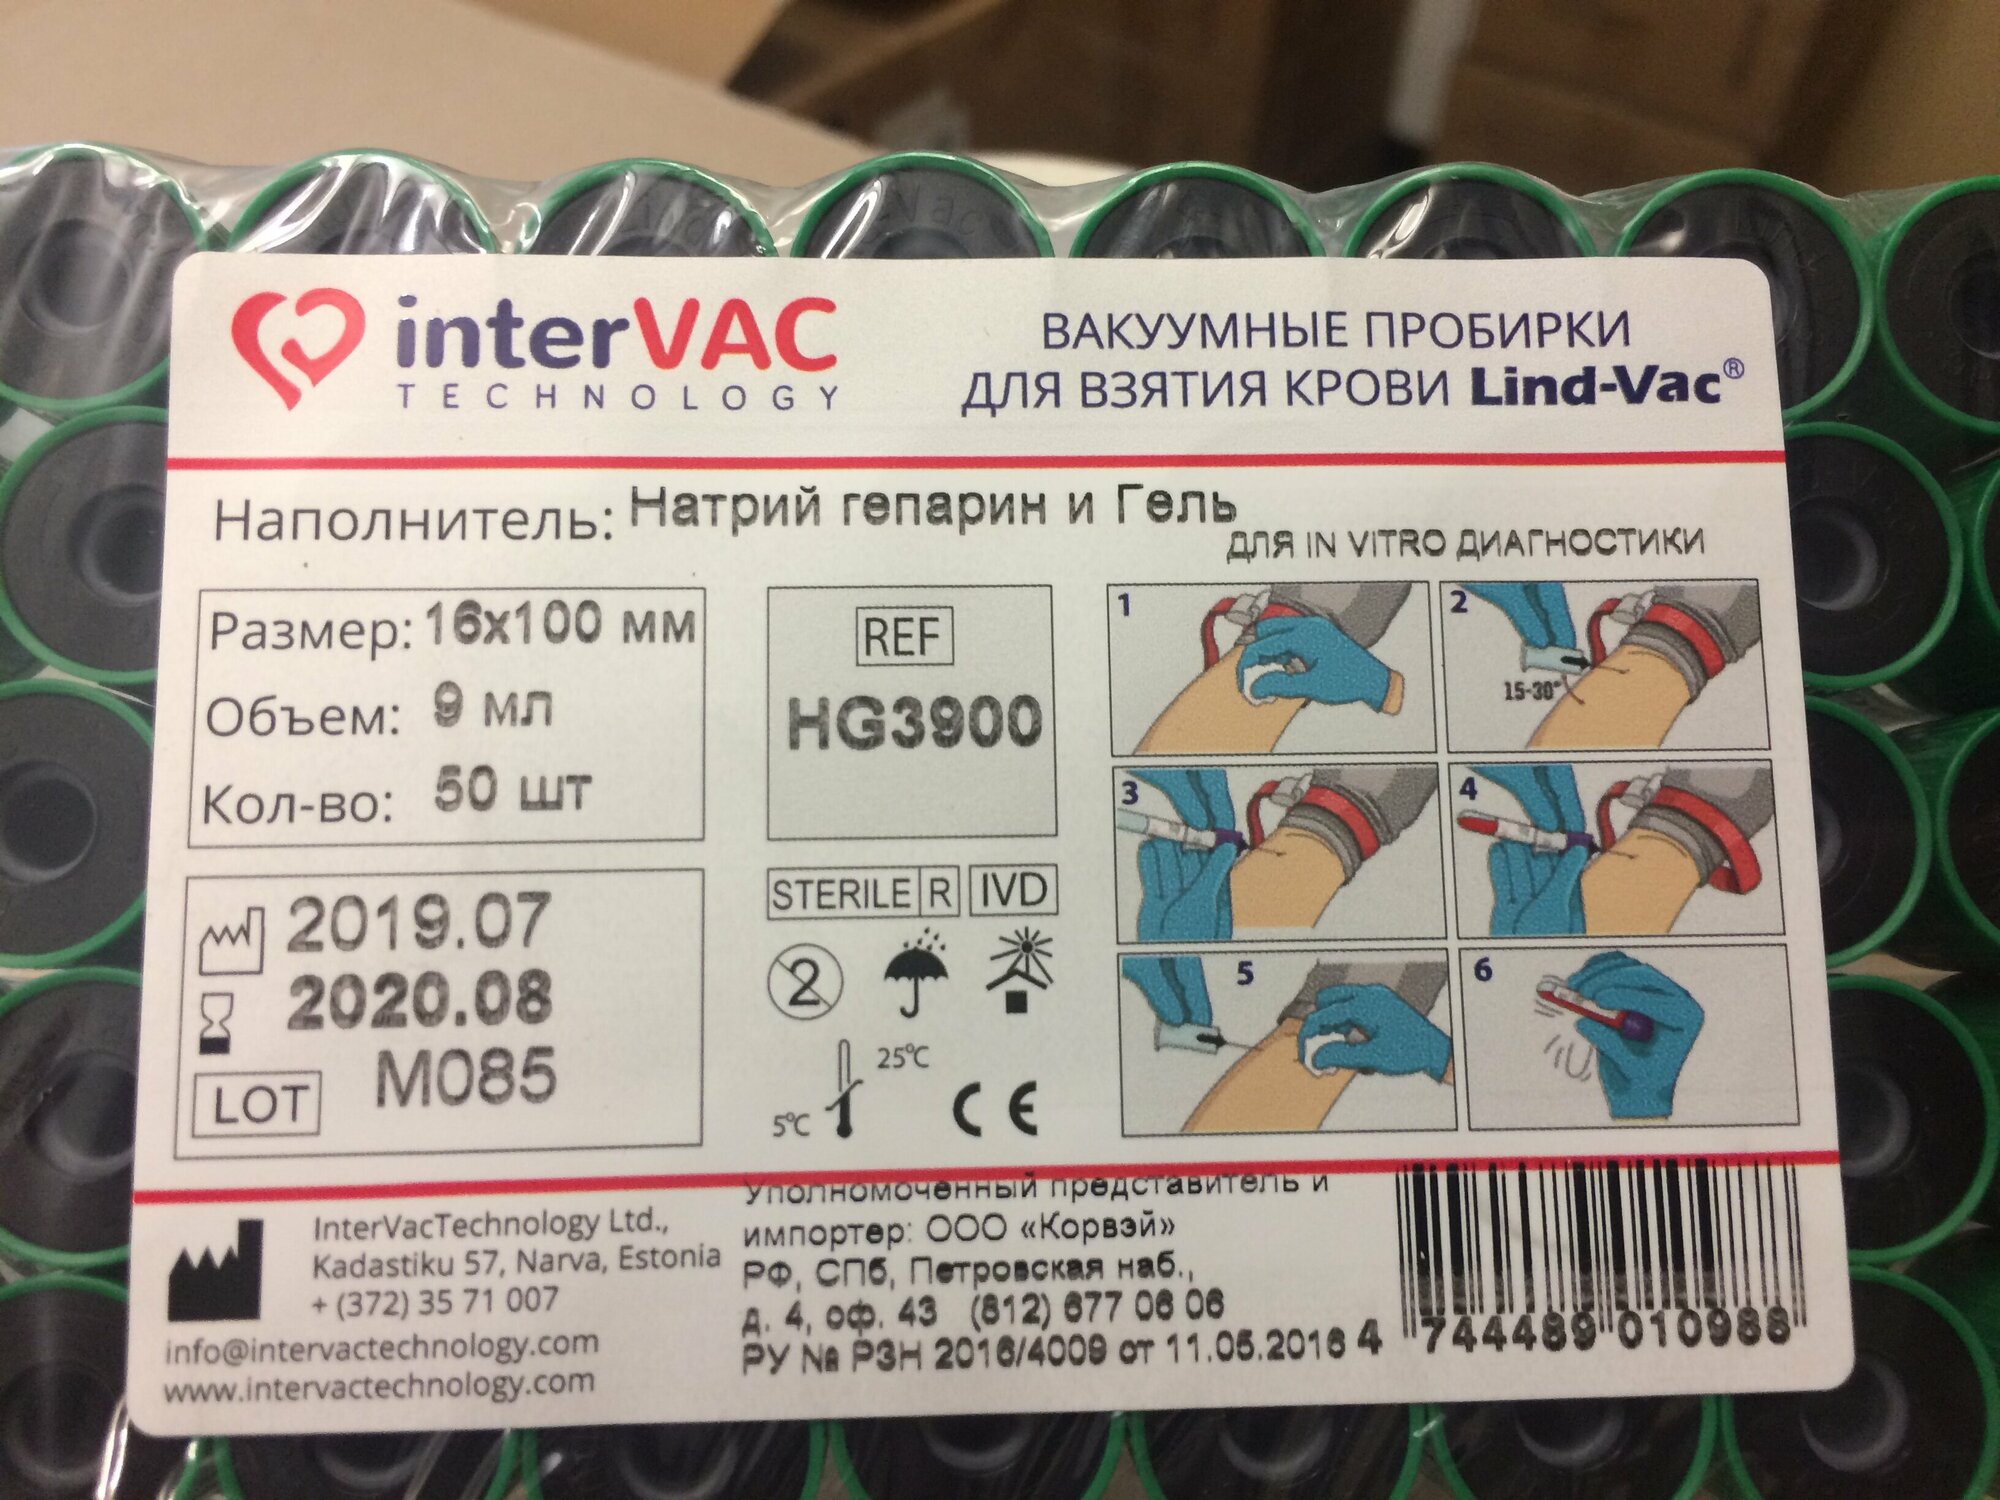 interVAC
TECHNOLOGY
ВАКУУМНЫЕ ПРОБИРКИ
ДЛЯ ВЗЯТИЯ КРОВИ Lind-Vac®
Наполнитель: Натрий гепарин и Гель
ДЛЯ IN VITRO ДИАГНОСТИКИ
Размер: 16x100 мм
Объем: 9 мл
Кол-во: 50 шт
REF
HG3900
2019.07
2020.08
LOT M085
STERILE R IVD
2
25°C
5°C
CE
1
2
15-30°
3
4
5
6
InterVacTechnology Ltd.,
Kadastiku 57, Narva, Estonia
+ (372) 35 71 007
info@intervactechnology.com
www.intervactechnology.com
Уполномоченный представитель и
импортер: ООО «Корвэй»
РФ, СПб, Петровская наб.,
д. 4, оф. 43 (812) 677 06 06
РУ № РЗН 2016/4009 от 11.05.2016
4 744489 010988